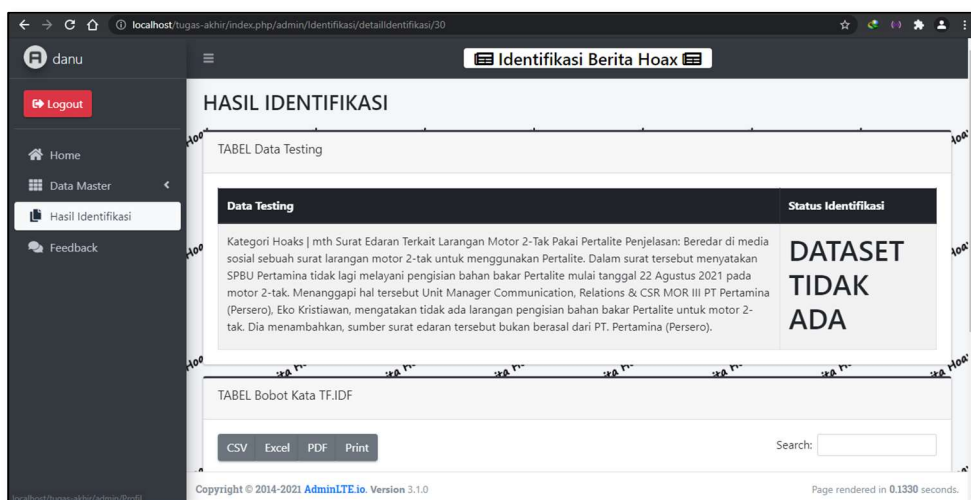 localhost/tugas-akhir/index.php/admin/Identifikasi/detailIdentifikasi/30
danu
Identifikasi Berita Hoax
Logout
HASIL IDENTIFIKASI
Home
Data Master
Hasil Identifikasi
Feedback
TABEL Data Testing
Data Testing
Status Identifikasi
Kategori Hoaks | mth Surat Edaran Terkait Larangan Motor 2-Tak Pakai Pertalite Penjelasan: Beredar di media
sosial sebuah surat larangan motor 2-tak untuk menggunakan Pertalite. Dalam surat tersebut menyatakan
SPBU Pertamina tidak lagi melayani pengisian bahan bakar Pertalite mulai tanggal 22 Agustus 2021 pada
motor 2-tak. Menanggapi hal tersebut Unit Manager Communication, Relations & CSR MOR III PT Pertamina
(Persero), Eko Kristiawan, mengatakan tidak ada larangan pengisian bahan bakar Pertalite untuk motor 2-
tak. Dia menambahkan, sumber surat edaran tersebut bukan berasal dari PT. Pertamina (Persero).
DATASET
TIDAK
ADA
TABEL Bobot Kata TF.IDF
CSV Excel PDF Print
Search:
Copyright © 2014-2021 AdminLTE.io. Version 3.1.0
Page rendered in 0.1330 seconds.
localhost/tugas-akhir/admin/Profil